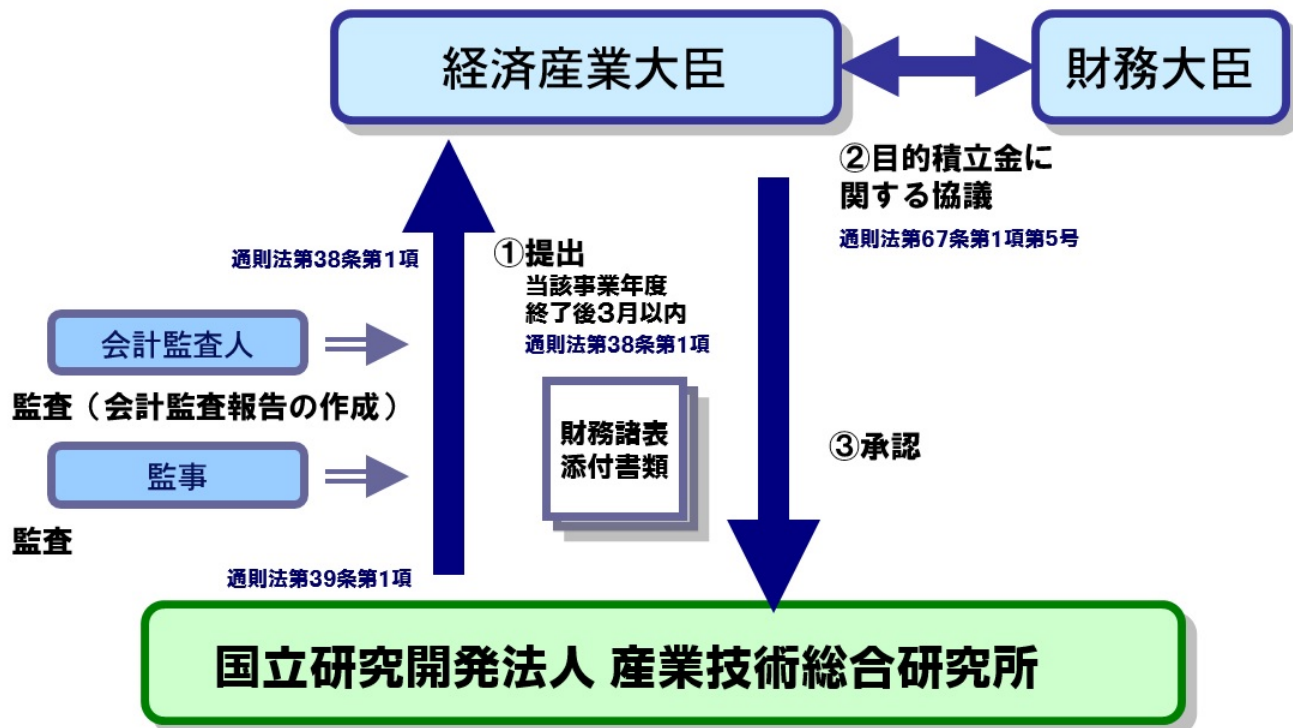 経済産業大臣
財務大臣
②目的積立金に
関する協議
通則法第67条第1項第5号
通則法第38条第1項
①提出
当該事業年度
終了後3月以内
通則法第38条第1項
会計監査人
監査（会計監査報告の作成）
財務諸表
添付書類
③承認
監事
監査
通則法第39条第1項
国立研究開発法人 産業技術総合研究所